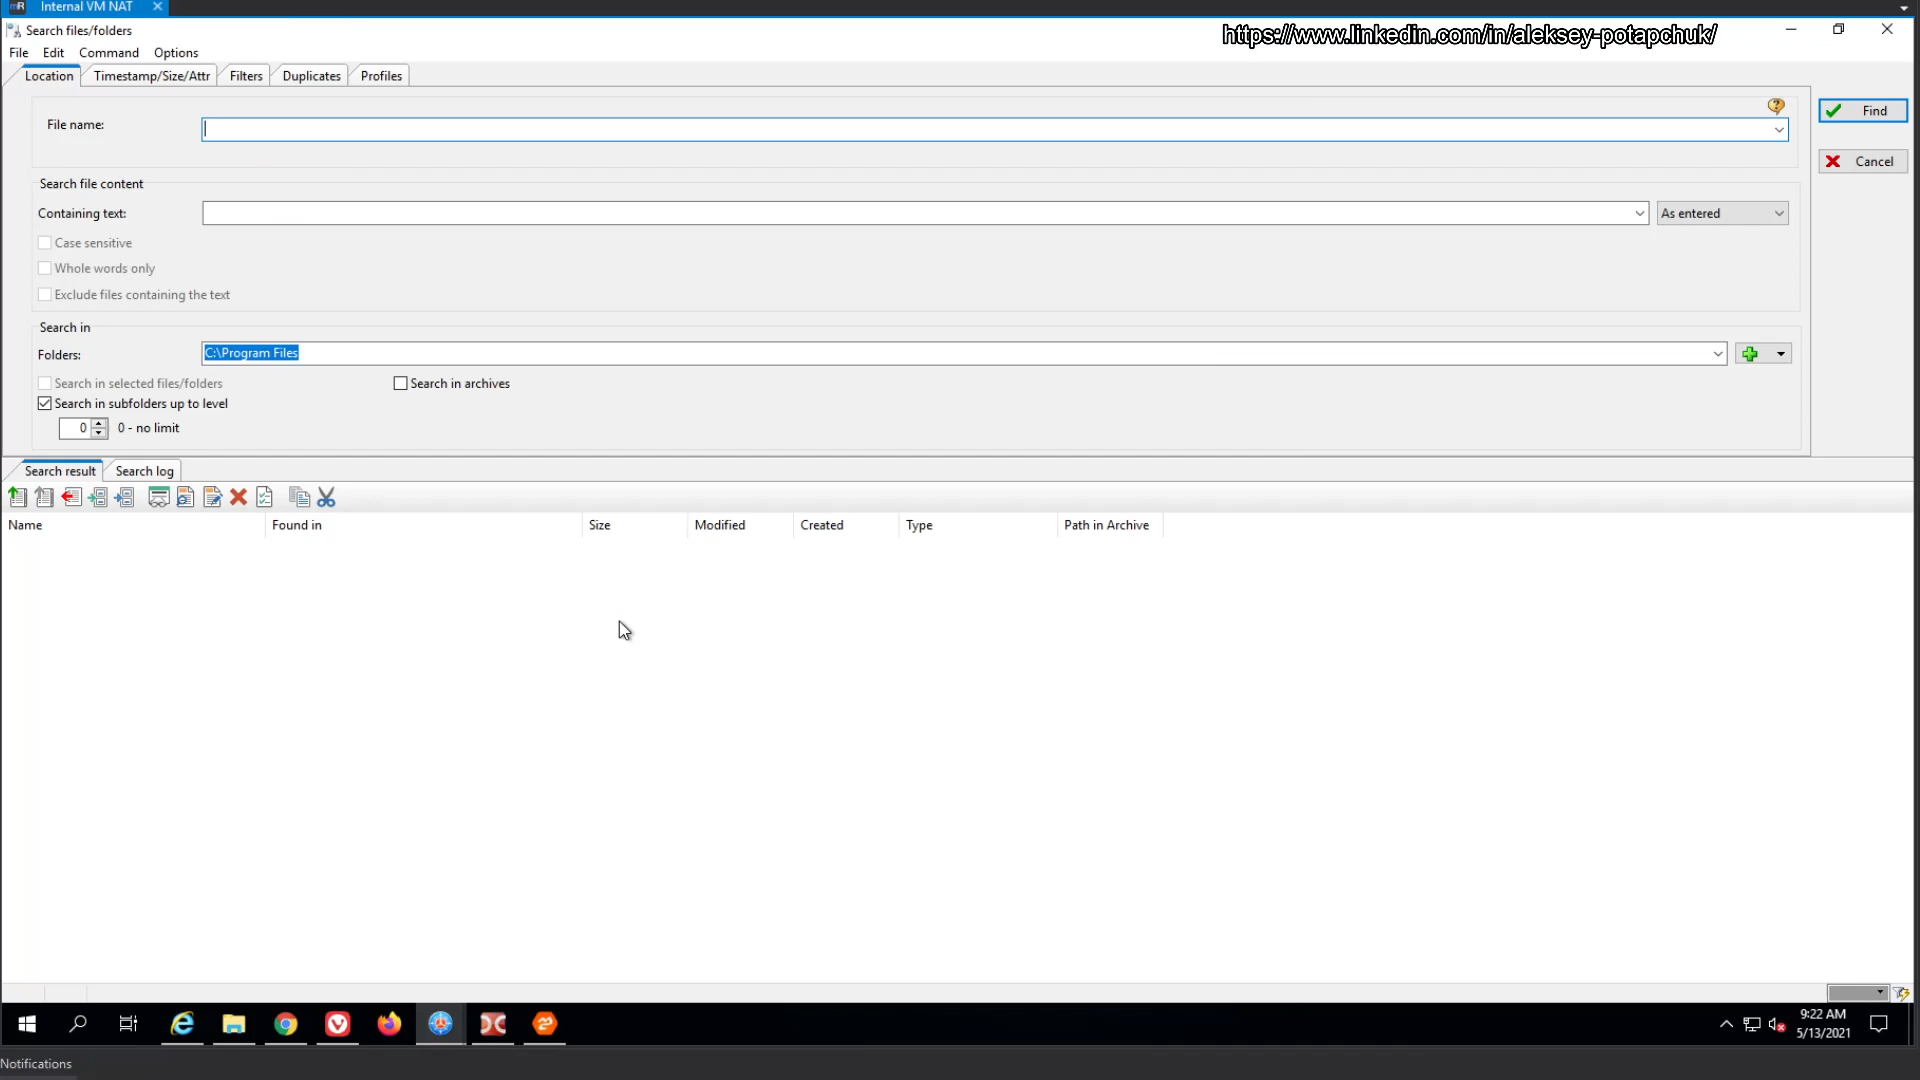 Internal VM NAT
Search files/folders
https://www.linkedin.com/in/aleksey-potapchuk/
File Edit Command Options
Location Timestamp/Size/Attr Filters Duplicates Profiles
File name:
Find
Search file content
Cancel
Containing text:
As entered
Case sensitive
Whole words only
Exclude files containing the text
Search in
Folders:
C:\Program Files
Search in selected files/folders
Search in archives
Search in subfolders up to level
0
0 - no limit
Search result Search log
Name Found in Size Modified Created Type Path in Archive
9:22 AM
5/13/2021
Notifications